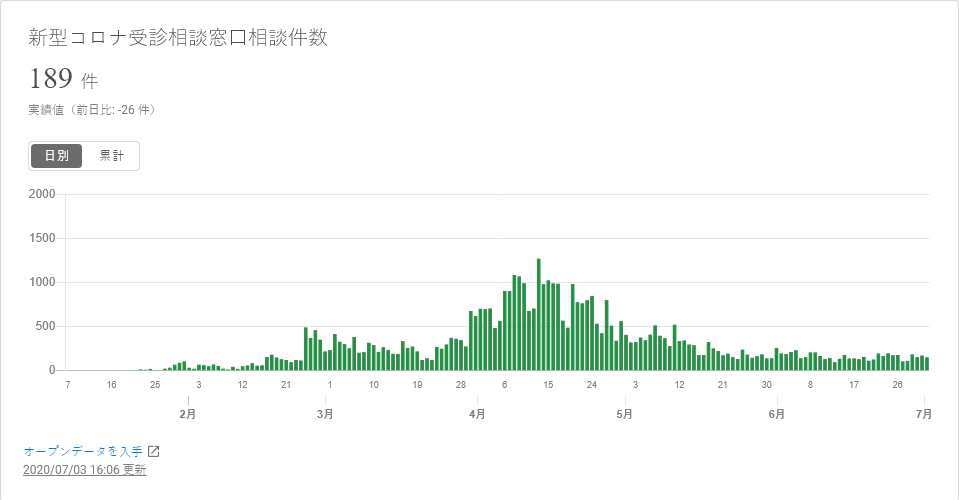 新型コロナ受診相談窓口相談件数
189 件
実績値（前日比: -26 件）
日別 累計
2000
1500
1000
500
0
7 16 25 3 12 21 1 10 19 28 6 15 24 3 12 21 30 8 17 26
2月 3月 4月 5月 6月 7月
オープンデータを入手
2020/07/03 16:06 更新